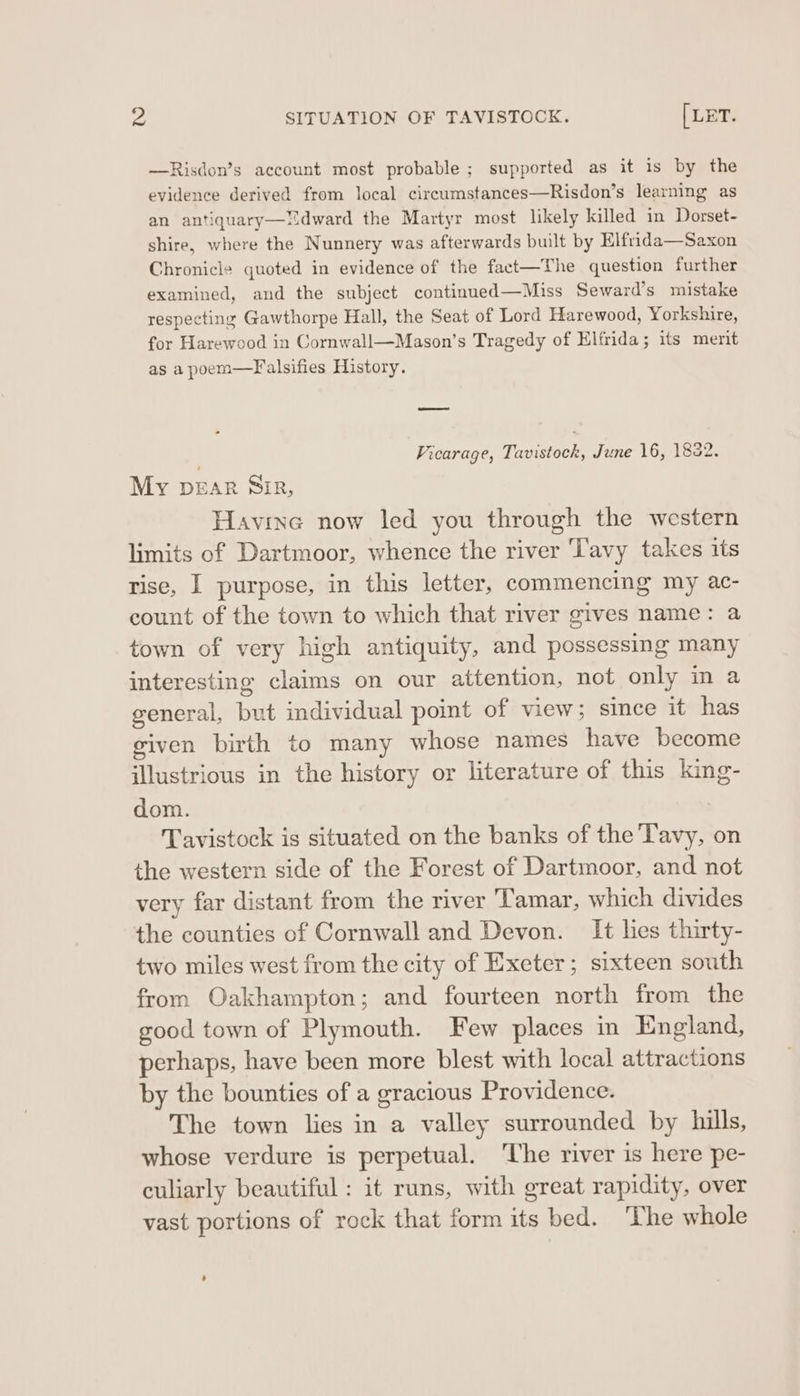 2 SITUATION OF TAVISTOCK. [LET.
—Risdon's account most probable; supported as it is by the
evidence derived from local circumstances—Risdon's learning as
an antiquary—Edward the Martyr most likely killed in Dorset-
shire, where the Nunnery was afterwards built by Elfrida—Saxon
Chronicle quoted in evidence of the fact—The question further
examined, and the subject continued—Miss Seward's mistake
respecting Gawthorpe Hall, the Seat of Lord Harewood, Yorkshire,
for Harewood in Cornwall—Mason's Tragedy of Elfrida; its merit
as a poem—Falsifies History.
Vicarage, Tavistock, June 16, 1832.
MY DEAR SIR,
HAVING now led you through the western
limits of Dartmoor, whence the river Tavy takes its
rise, I purpose, in this letter, commencing my ac-
count of the town to which that river gives name: a
town of very high antiquity, and possessing many
interesting claims on our attention, not only in a
general, but individual point of view; since it has
given birth to many whose names have become
illustrious in the history or literature of this king-
dom.
Tavistock is situated on the banks of the Tavy, on
the western side of the Forest of Dartmoor, and not
very far distant from the river Tamar, which divides
the counties of Cornwall and Devon. It lies thirty-
two miles west from the city of Exeter; sixteen south
from Oakhampton; and fourteen north from the
good town of Plymouth. Few places in England,
perhaps, have been more blest with local attractions
by the bounties of a gracious Providence.
The town lies in a valley surrounded by hills,
whose verdure is perpetual. The river is here pe-
culiarly beautiful: it runs, with great rapidity, over
vast portions of rock that form its bed. The whole